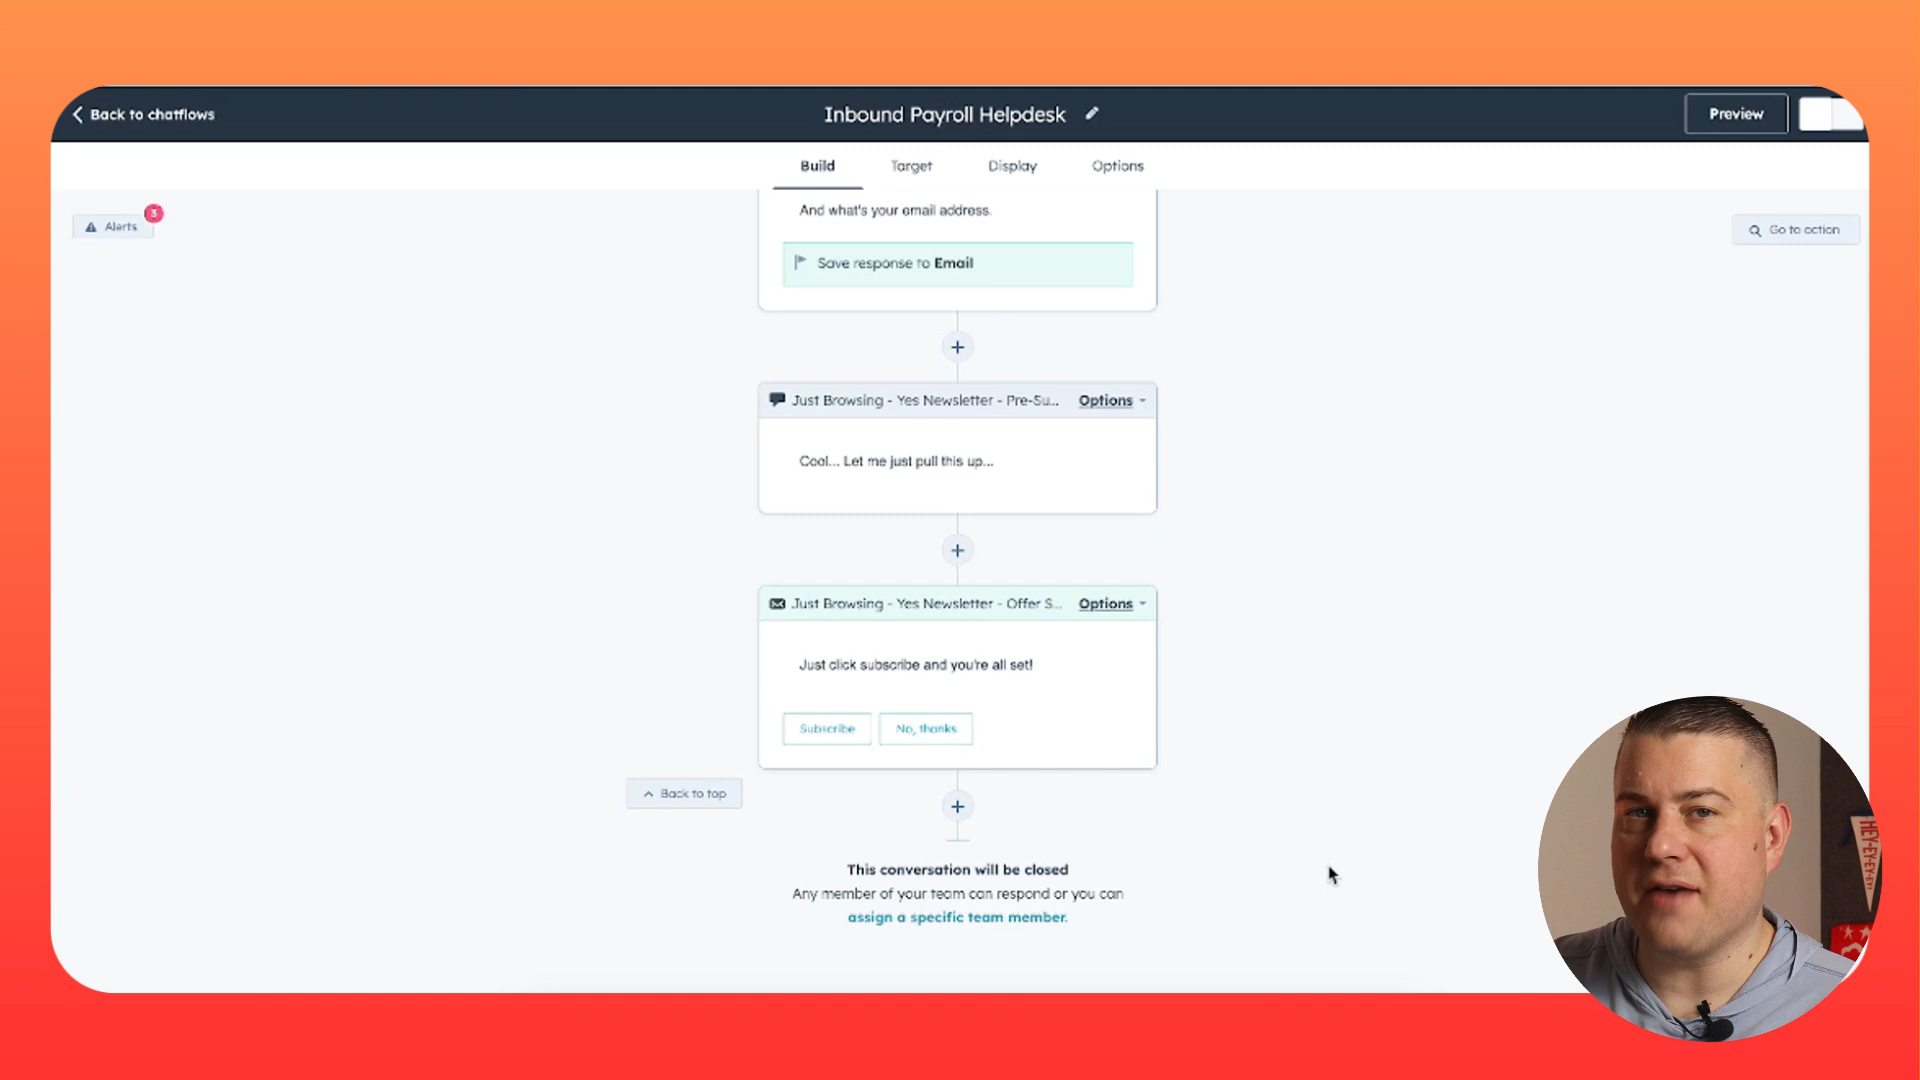 Back to chatflows
Inbound Payroll Helpdesk
Preview
Build
Target
Display
Options
Alerts
3
Go to action
And what's your email address.
Save response to Email
Just Browsing - Yes Newsletter - Pre-Su...
Options
Cool... Let me just pull this up...
Just Browsing - Yes Newsletter - Offer S...
Options
Just click subscribe and you're all set!
Subscribe
No, thanks
Back to top
This conversation will be closed
Any member of your team can respond or you can
assign a specific team member.
HEY-EY-EY-EY!